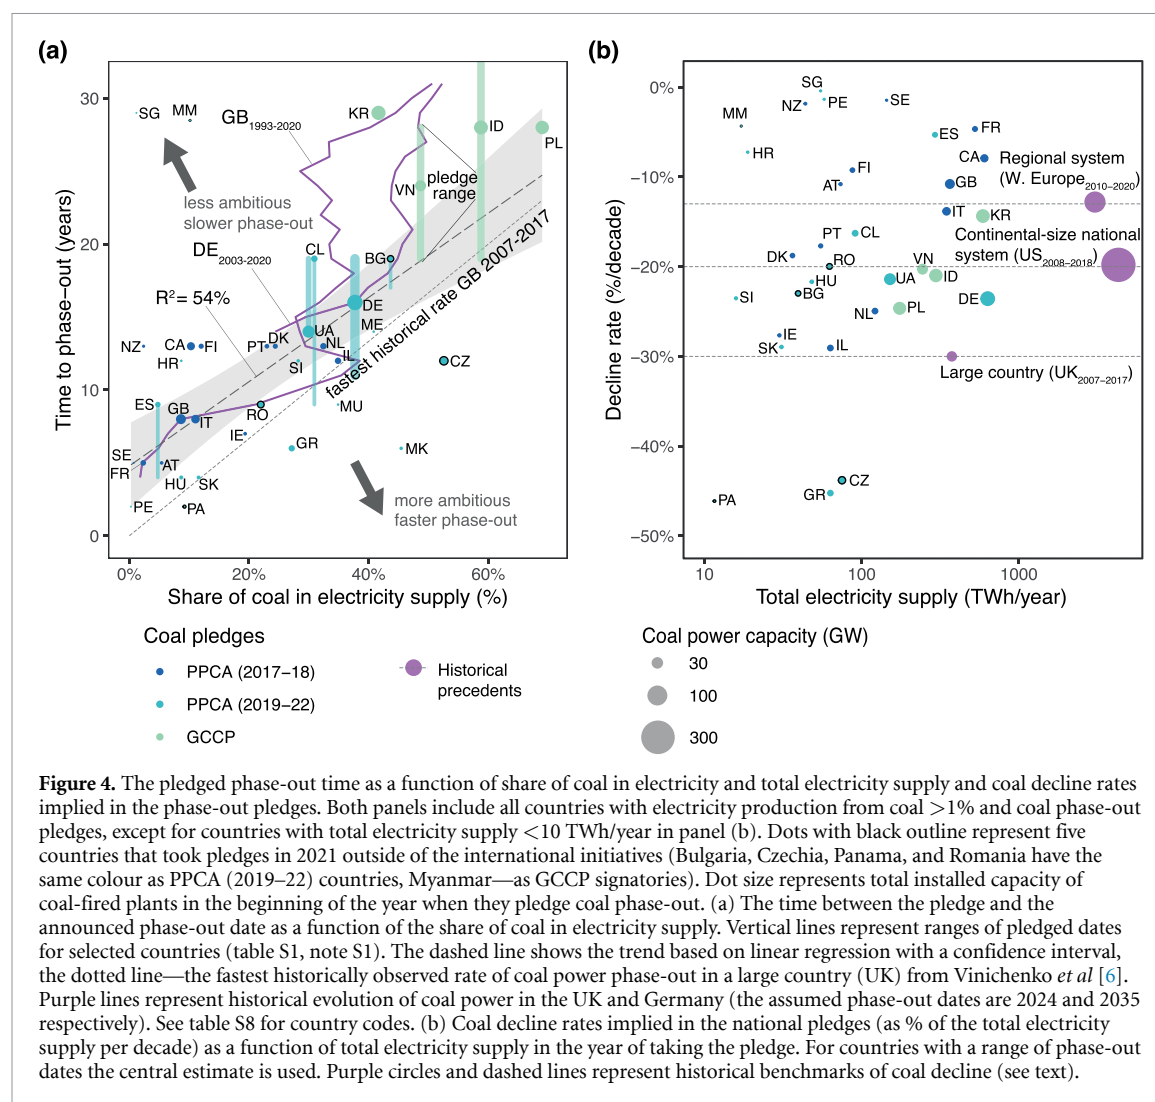 (a)
30
20
10
0
0%
20%
40%
60%
Time to phase−out (years)
Share of coal in electricity supply (%)
SG
MM
GB1993-2020
KR
ID
PL
less ambitious
slower phase-out
VN
pledge
range
DE2003-2020
CL
BG
R²= 54%
DE
ME
fastest historical rate GB 2007-2017
NZ
CA
FI
HR
PT
DK
UA
NL
SI
IL
CZ
ES
GB
IT
RO
MU
IE
GR
MK
SE
FR
AT
HU
SK
PE
PA
more ambitious
faster phase-out
(b)
0%
−10%
−20%
−30%
−40%
−50%
10
100
1000
Decline rate (%/decade)
Total electricity supply (TWh/year)
SG
NZ
PE
SE
MM
HR
ES
FR
CA
FI
AT
GB
Regional system
(W. Europe2010−2020)
IT
KR
PT
CL
Continental-size national
system (US2008−2018)
DK
RO
VN
HU
UA
ID
SI
BG
PL
DE
NL
IE
SK
IL
Large country (UK2007−2017)
CZ
GR
PA
Coal pledges
PPCA (2017−18)
PPCA (2019−22)
GCCP
Historical
precedents
Coal power capacity (GW)
30
100
300
Figure 4. The pledged phase-out time as a function of share of coal in electricity and total electricity supply and coal decline rates
implied in the phase-out pledges. Both panels include all countries with electricity production from coal >1% and coal phase-out
pledges, except for countries with total electricity supply <10 TWh/year in panel (b). Dots with black outline represent five
countries that took pledges in 2021 outside of the international initiatives (Bulgaria, Czechia, Panama, and Romania have the
same colour as PPCA (2019–22) countries, Myanmar—as GCCP signatories). Dot size represents total installed capacity of
coal-fired plants in the beginning of the year when they pledge coal phase-out. (a) The time between the pledge and the
announced phase-out date as a function of the share of coal in electricity supply. Vertical lines represent ranges of pledged dates
for selected countries (table S1, note S1). The dashed line shows the trend based on linear regression with a confidence interval,
the dotted line—the fastest historically observed rate of coal power phase-out in a large country (UK) from Vinichenko et al [6].
Purple lines represent historical evolution of coal power in the UK and Germany (the assumed phase-out dates are 2024 and 2035
respectively). See table S8 for country codes. (b) Coal decline rates implied in the national pledges (as % of the total electricity
supply per decade) as a function of total electricity supply in the year of taking the pledge. For countries with a range of phase-out
dates the central estimate is used. Purple circles and dashed lines represent historical benchmarks of coal decline (see text).